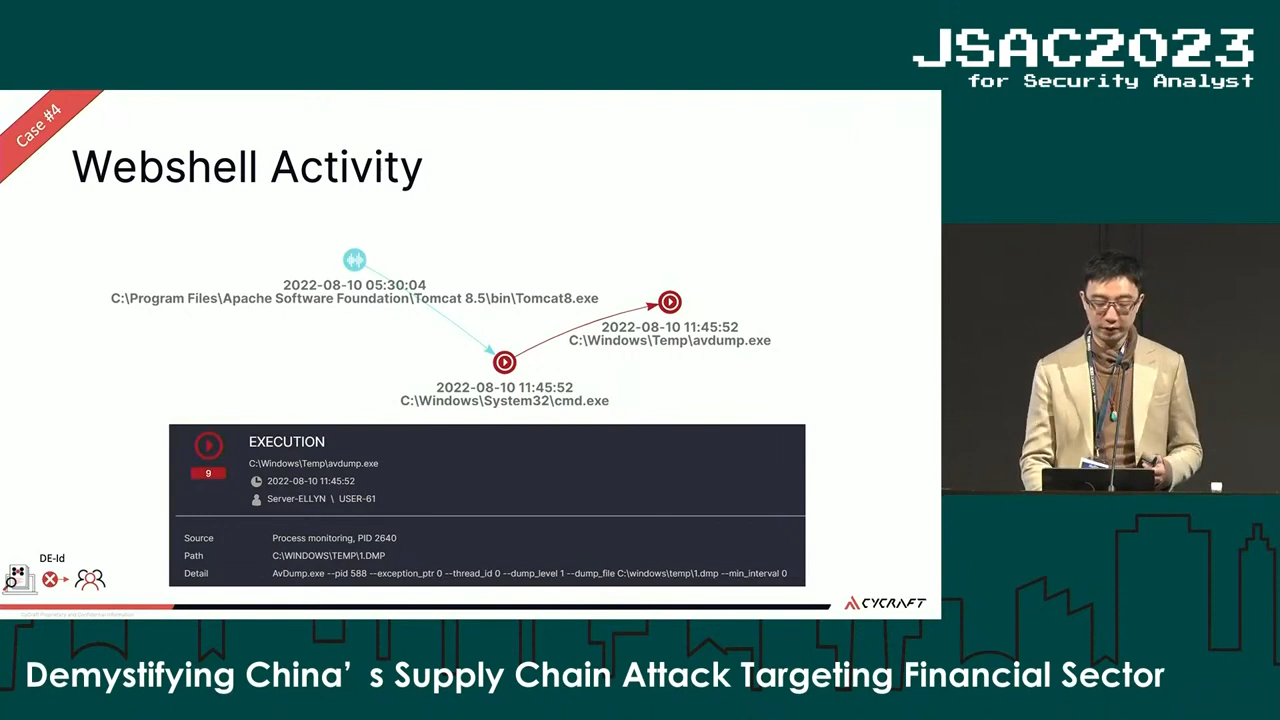 JSAC2023
for Security Analyst
Case #4
Webshell Activity
2022-08-10 05:30:04
C:\Program Files\Apache Software Foundation\Tomcat 8.5\bin\Tomcat8.exe
2022-08-10 11:45:52
C:\Windows\Temp\avdump.exe
2022-08-10 11:45:52
C:\Windows\System32\cmd.exe
EXECUTION
9
C:\Windows\Temp\avdump.exe
2022-08-10 11:45:52
Server-ELLYN \ USER-61
Source Process monitoring, PID 2640
Path C:\WINDOWS\TEMP\1.DMP
Detail AvDump.exe --pid 588 --exception_ptr 0 --thread_id 0 --dump_level 1 --dump_file C:\windows\temp\1.dmp --min_interval 0
DE-Id
CyCraft Proprietary and Confidential Information
CYCRAFT
Demystifying China’s Supply Chain Attack Targeting Financial Sector